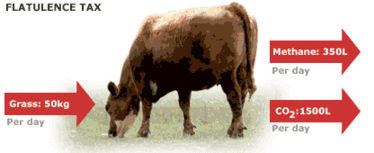 FLATULENCE TAX
Methane: 350L
Per day
Grass: 50kg
Per day
CO2:1500L
Per day